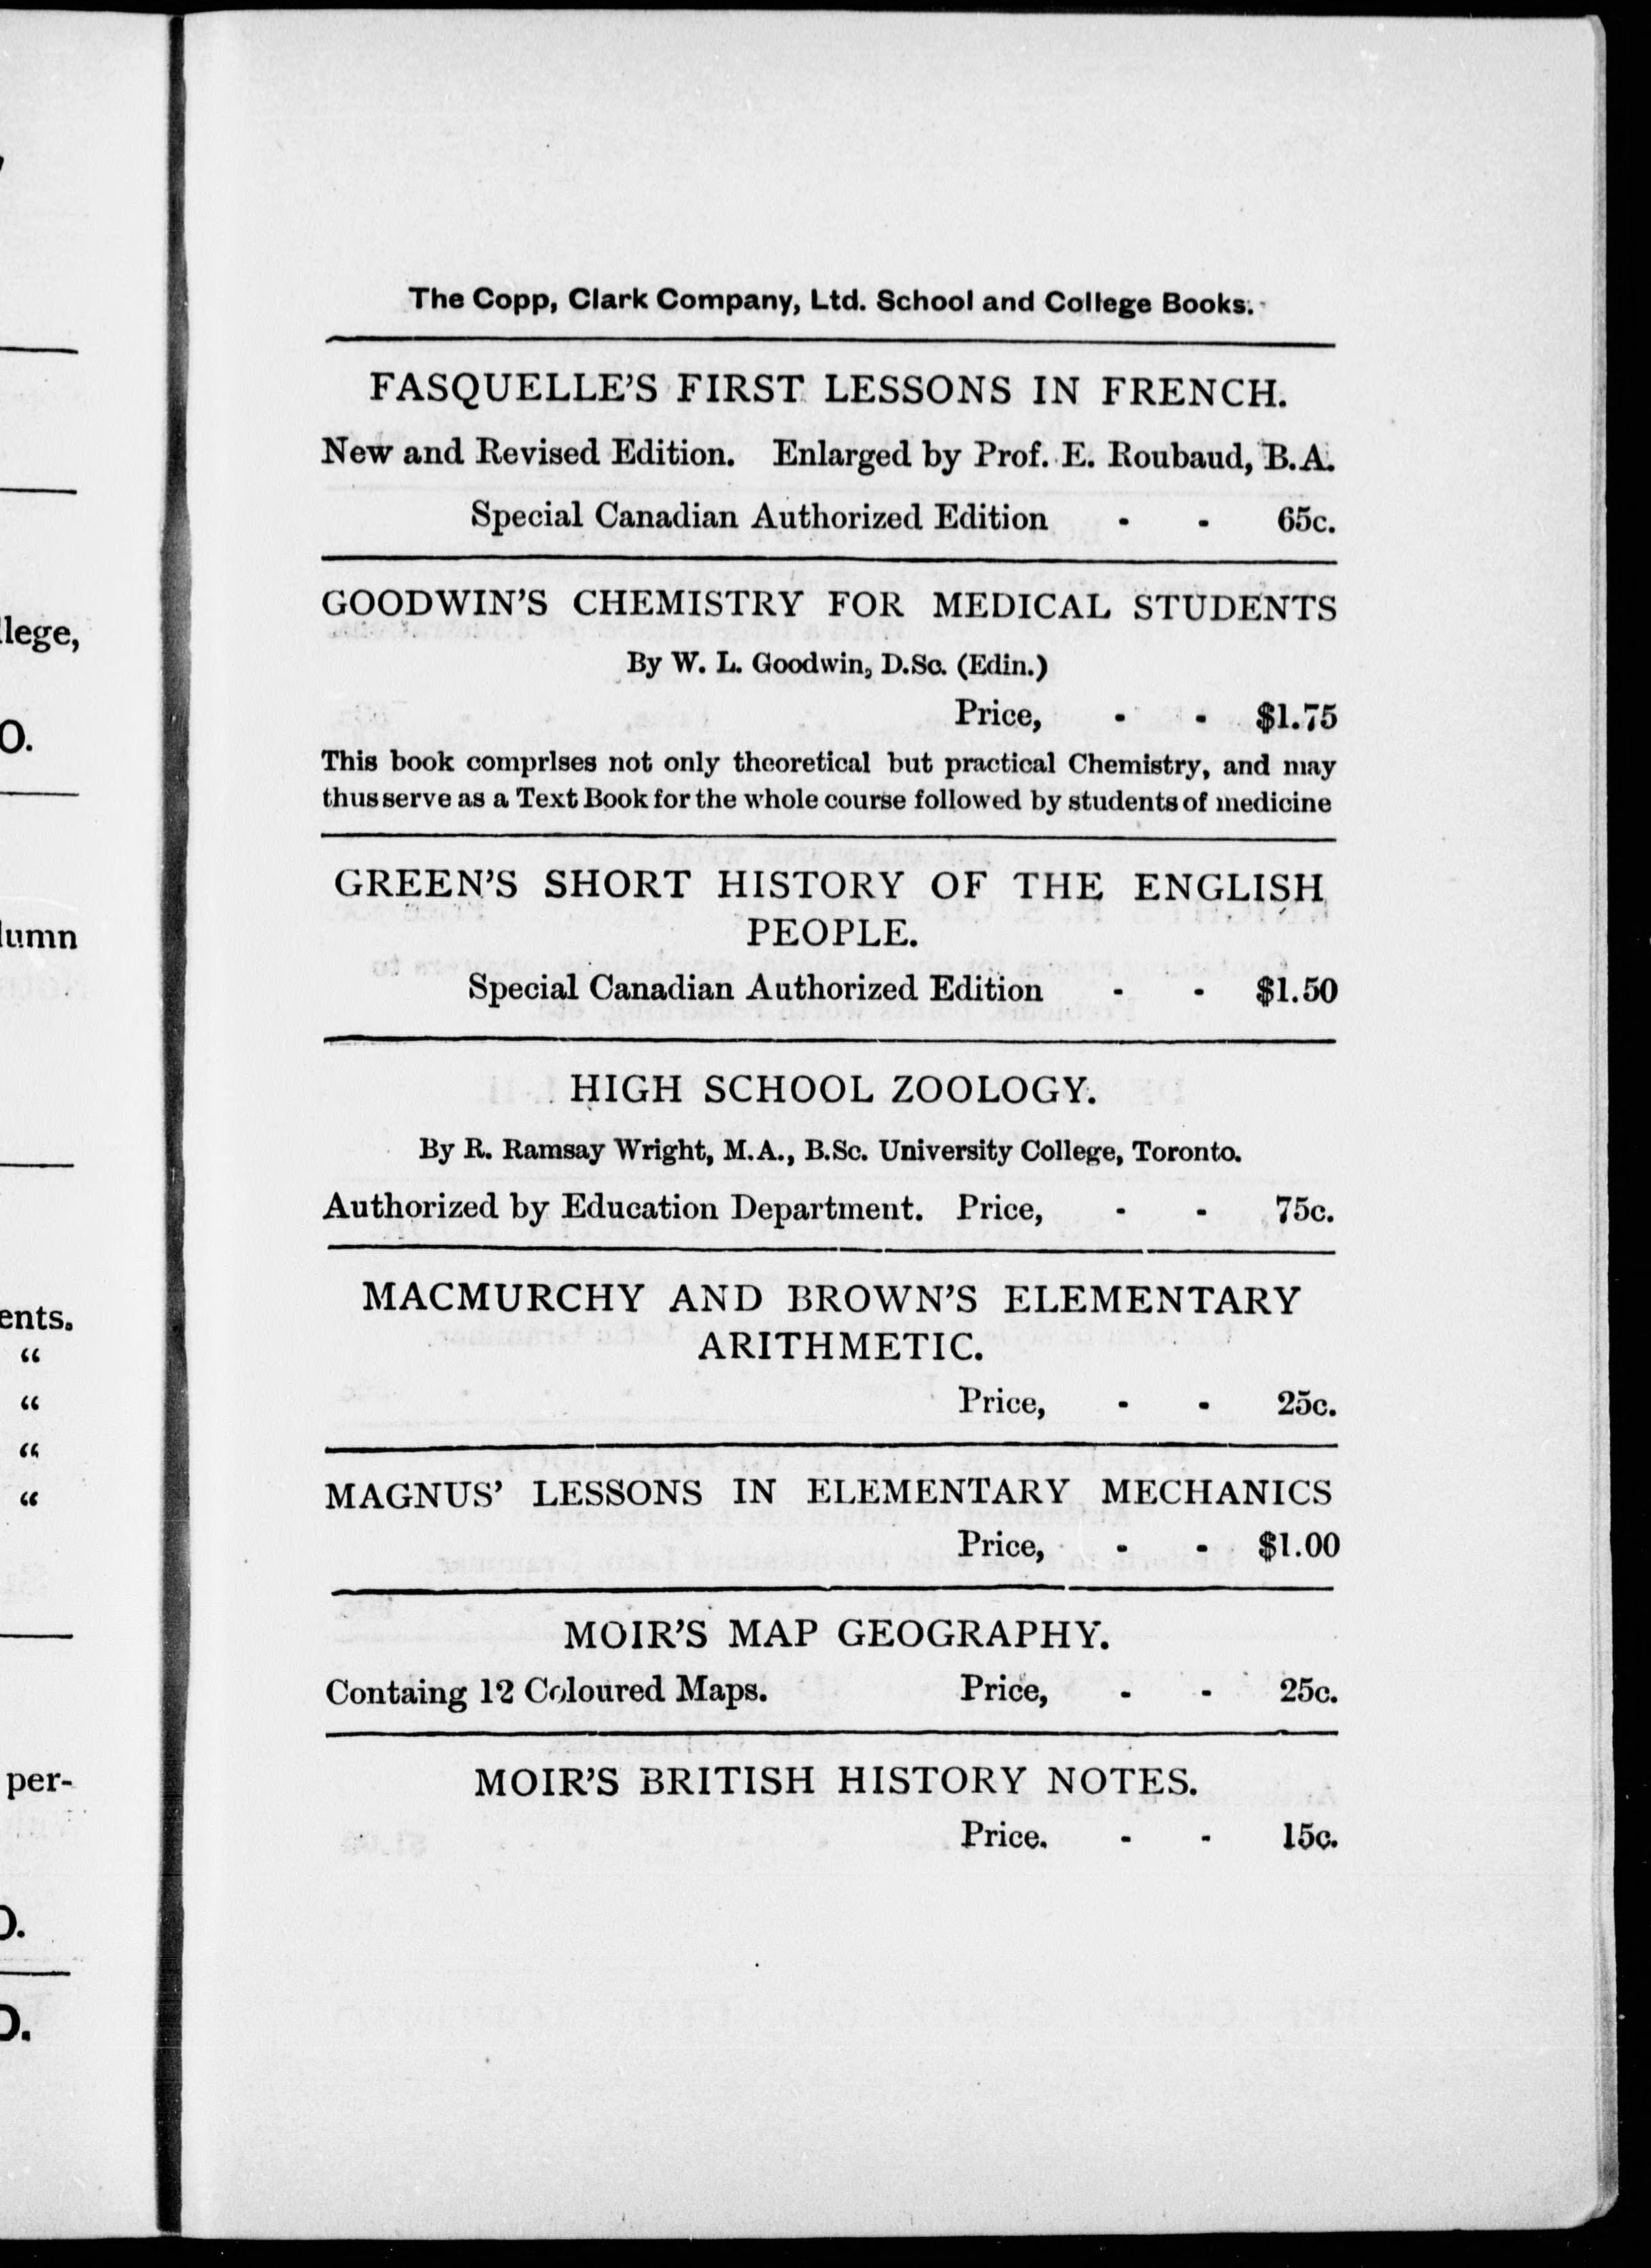 The Copp, Clark Company, Ltd. School and College Books.
FASQUELLE'S FIRST LESSONS IN FRENCH.
New and Revised Edition. Enlarged by Prof. E. Roubaud, B.A.
Special Canadian Authorized Edition - - 65c.
GOODWIN'S CHEMISTRY FOR MEDICAL STUDENTS
By W. L. Goodwin, D.Sc. (Edin.)
Price, - - $1.75
This book comprlses not only theoretical but practical Chemistry, and may
thus serve as a Text Book for the whole course followed by students of medicine
GREEN'S SHORT HISTORY OF THE ENGLISH
PEOPLE.
Special Canadian Authorized Edition - - $1.50
HIGH SCHOOL ZOOLOGY.
By R. Ramsay Wright, M.A., B.Sc. University College, Toronto.
Authorized by Education Department. Price, - - 75c.
MACMURCHY AND BROWN'S ELEMENTARY
ARITHMETIC.
Price, - - 25c.
MAGNUS' LESSONS IN ELEMENTARY MECHANICS
Price, - - $1.00
MOIR'S MAP GEOGRAPHY.
Containg 12 Coloured Maps. Price, - - 25c.
MOIR'S BRITISH HISTORY NOTES.
Price. - - 15c.